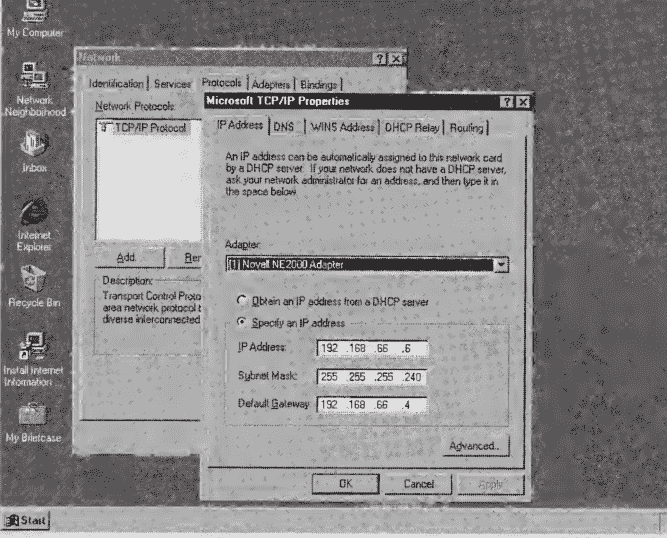 My Computer
Network
Neighborhood
Inbox
Internet
Explorer
Recycle Bin
Install Internet
Information
My Briefcase
Start
Network
Identification
Services
Protocols
Adapters
Bindings
Network Protocols:
TCP/IP Protocol
Add...
Description:
Transport Control Proto
area network protocol t
diverse interconnected
Microsoft TCP/IP Properties
IP Address
DNS
WINS Address
DHCP Relay
Routing
An IP address can be automatically assigned to this network card
by a DHCP server. If your network does not have a DHCP server,
ask your network administrator for an address, and then type it in
the space below.
Adapter:
[1] Novell NE2000 Adapter
Obtain an IP address from a DHCP server
Specify an IP address
IP Address: 192 .168 .66 .6
Subnet Mask: 255 .255 .255 .240
Default Gateway: 192 .168 .66 .4
Advanced...
OK
Cancel
Apply